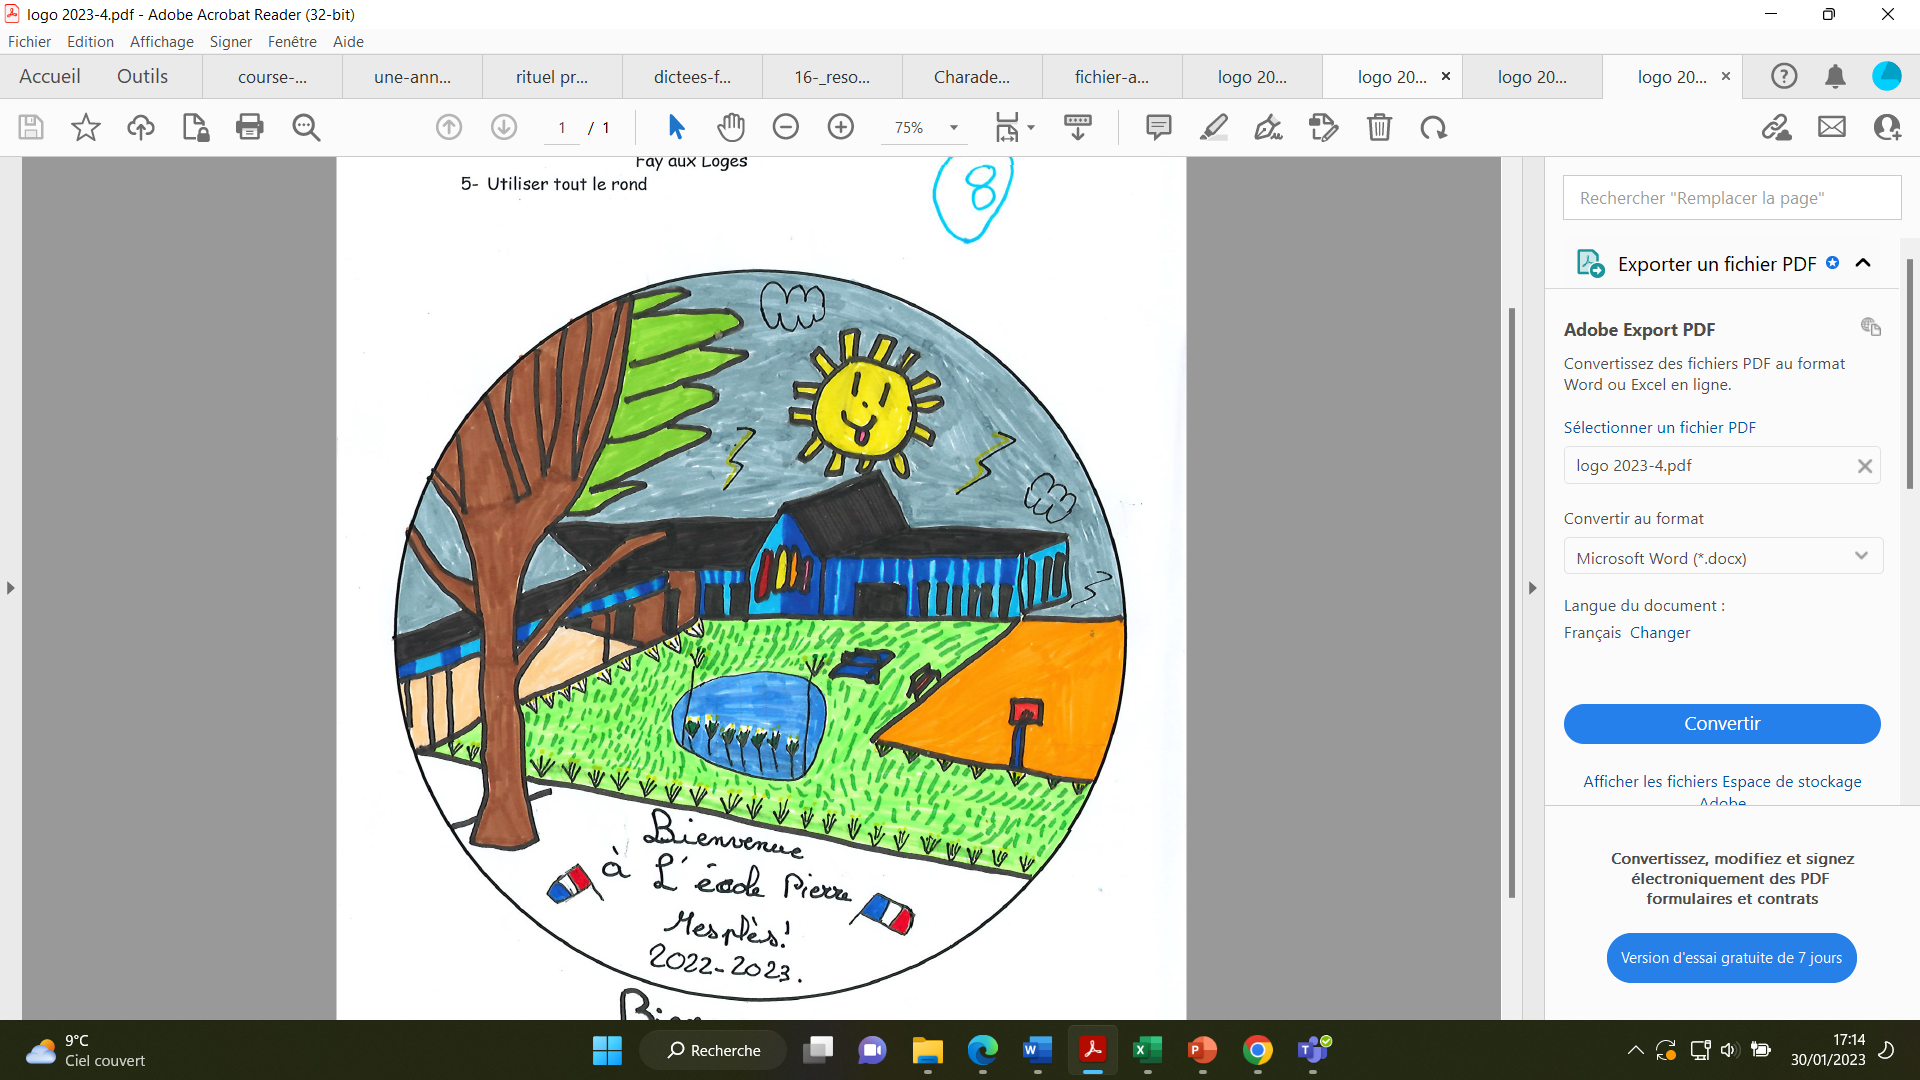 logo 2023-4.pdf - Adobe Acrobat Reader (32-bit)
Fichier Edition Affichage Signer Fenêtre Aide
Accueil Outils course-... une-ann... rituel pr... dictees-f... 16-_reso... Charade... fichier-a... logo 20... logo 20... logo 20... logo 20...
1 / 1 75%
Fay aux Loges
5- Utiliser tout le rond
8
Bienvenue
à L'école Pierre
Mesplès!
2022-2023.
Rechercher "Remplacer la page"
Exporter un fichier PDF
Adobe Export PDF
Convertissez des fichiers PDF au format
Word ou Excel en ligne.
Sélectionner un fichier PDF
logo 2023-4.pdf
Convertir au format
Microsoft Word (*.docx)
Langue du document :
Français Changer
Convertir
Afficher les fichiers Espace de stockage
Adobe
Convertissez, modifiez et signez
électroniquement des PDF
formulaires et contrats
Version d'essai gratuite de 7 jours
9°C
Ciel couvert
Recherche
17:14
30/01/2023